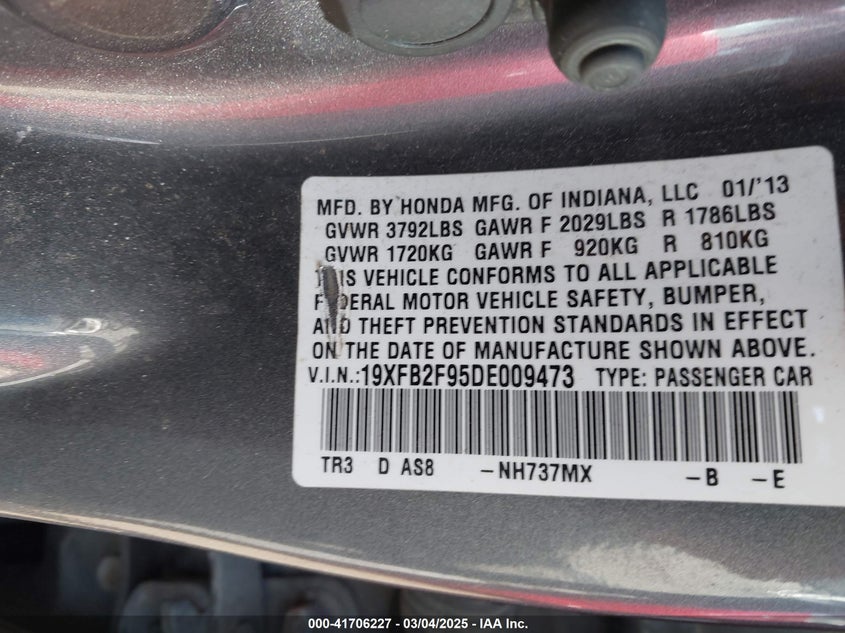 MFD. BY HONDA MFG. OF INDIANA, LLC 01/'13
GVWR 3792LBS GAWR F 2029LBS R 1786LBS
GVWR 1720KG GAWR F 920KG R 810KG
THIS VEHICLE CONFORMS TO ALL APPLICABLE
FEDERAL MOTOR VEHICLE SAFETY, BUMPER,
AND THEFT PREVENTION STANDARDS IN EFFECT
ON THE DATE OF MANUFACTURE SHOWN ABOVE.
V.I.N.:19XFB2F95DE009473 TYPE: PASSENGER CAR
TR3 D AS8 -NH737MX -B -E
000-41706227 - 03/04/2025 - IAA Inc.